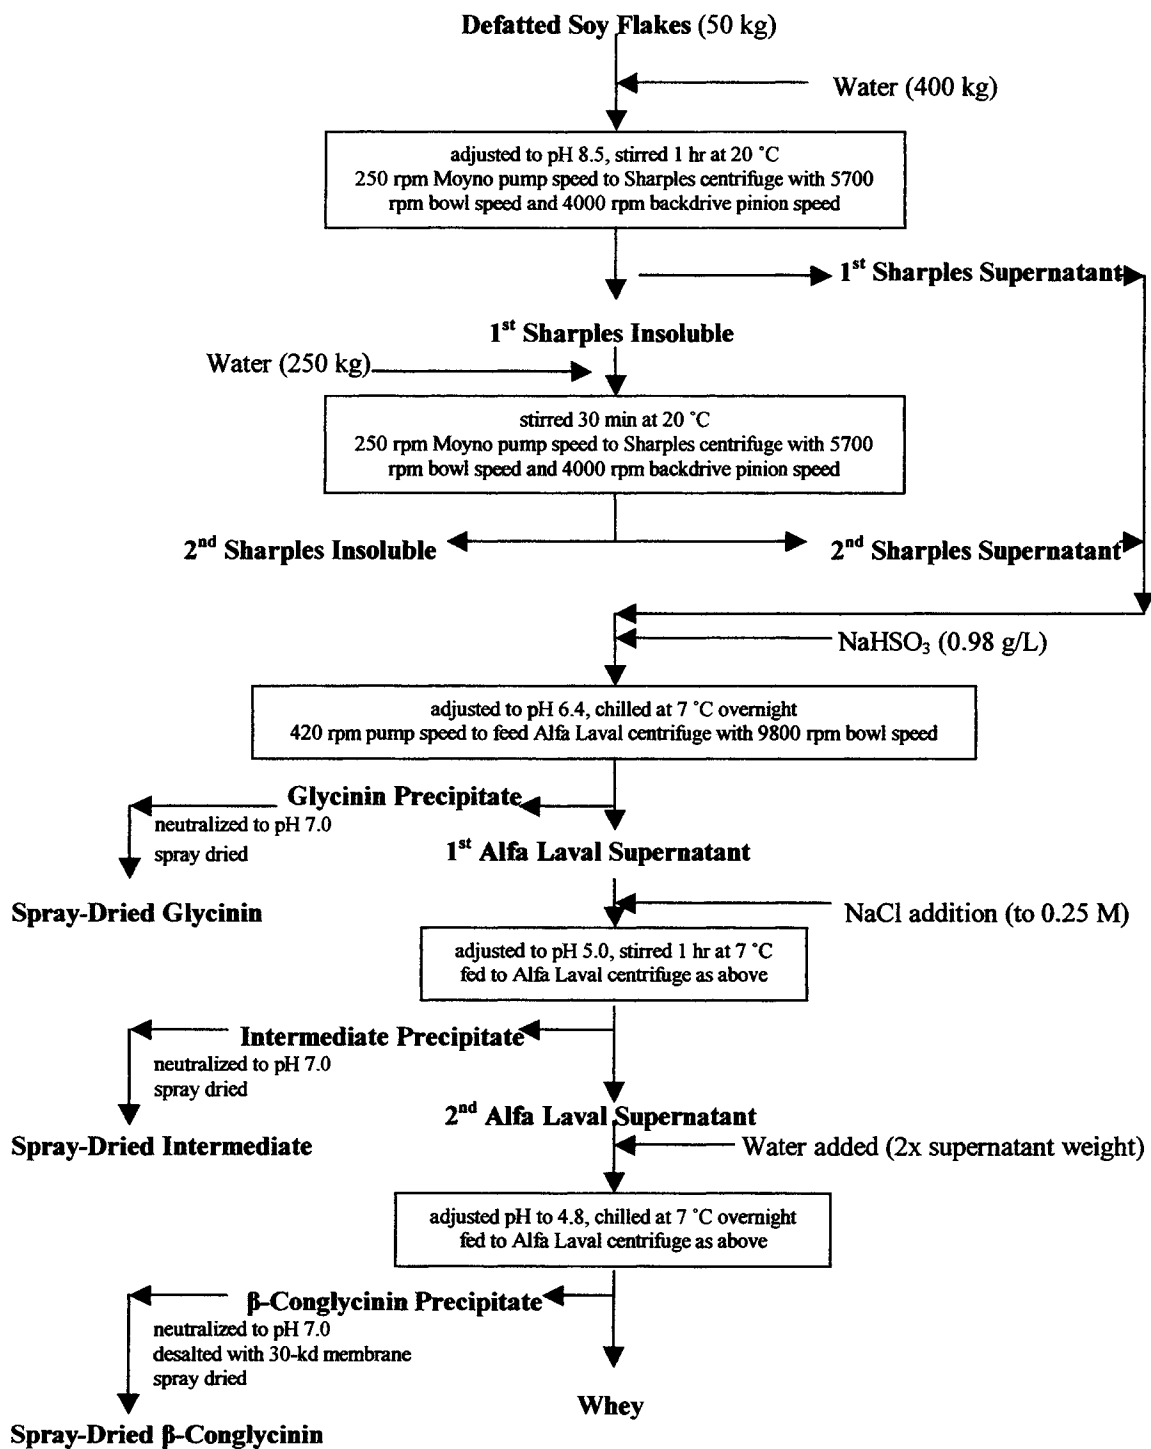 Defatted Soy Flakes (50 kg)
Water (400 kg)
adjusted to pH 8.5, stirred 1 hr at 20 °C
250 rpm Moyno pump speed to Sharples centrifuge with 5700
rpm bowl speed and 4000 rpm backdrive pinion speed
1st Sharples Supernatant
1st Sharples Insoluble
Water (250 kg)
stirred 30 min at 20 °C
250 rpm Moyno pump speed to Sharples centrifuge with 5700
rpm bowl speed and 4000 rpm backdrive pinion speed
2nd Sharples Insoluble
2nd Sharples Supernatant
NaHSO₃ (0.98 g/L)
adjusted to pH 6.4, chilled at 7 °C overnight
420 rpm pump speed to feed Alfa Laval centrifuge with 9800 rpm bowl speed
Glycinin Precipitate
neutralized to pH 7.0
spray dried
1st Alfa Laval Supernatant
Spray-Dried Glycinin
NaCl addition (to 0.25 M)
adjusted to pH 5.0, stirred 1 hr at 7 °C
fed to Alfa Laval centrifuge as above
Intermediate Precipitate
neutralized to pH 7.0
spray dried
2nd Alfa Laval Supernatant
Spray-Dried Intermediate
Water added (2x supernatant weight)
adjusted pH to 4.8, chilled at 7 °C overnight
fed to Alfa Laval centrifuge as above
β-Conglycinin Precipitate
neutralized to pH 7.0
desalted with 30-kd membrane
spray dried
Whey
Spray-Dried β-Conglycinin